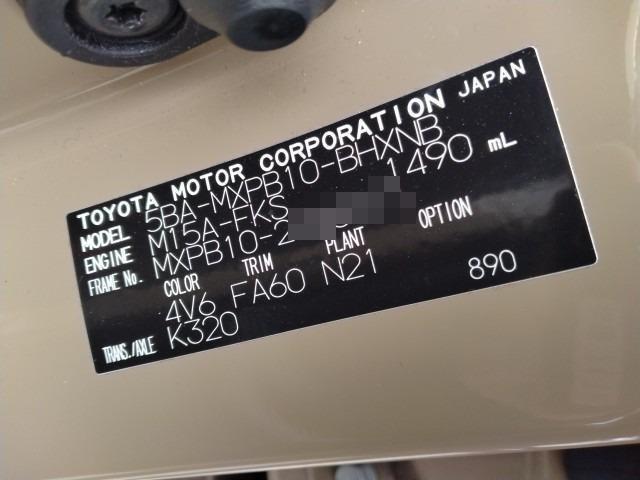 TOYOTA MOTOR CORPORATION JAPAN
MODEL 5BA-MXPB10-BHXNB
ENGINE M15A-FKS 1490 mL
FRAME No. MXPB10-2
COLOR TRIM PLANT OPTION
4V6 FA60 N21 890
TRANS./AXLE K320